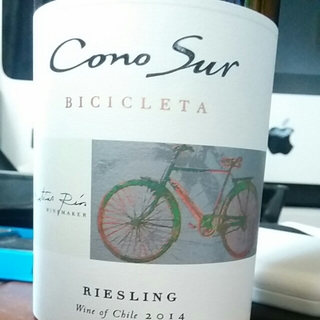 Cono Sur
BICICLETA
WINEMAKER
RIESLING
Wine of Chile 2014